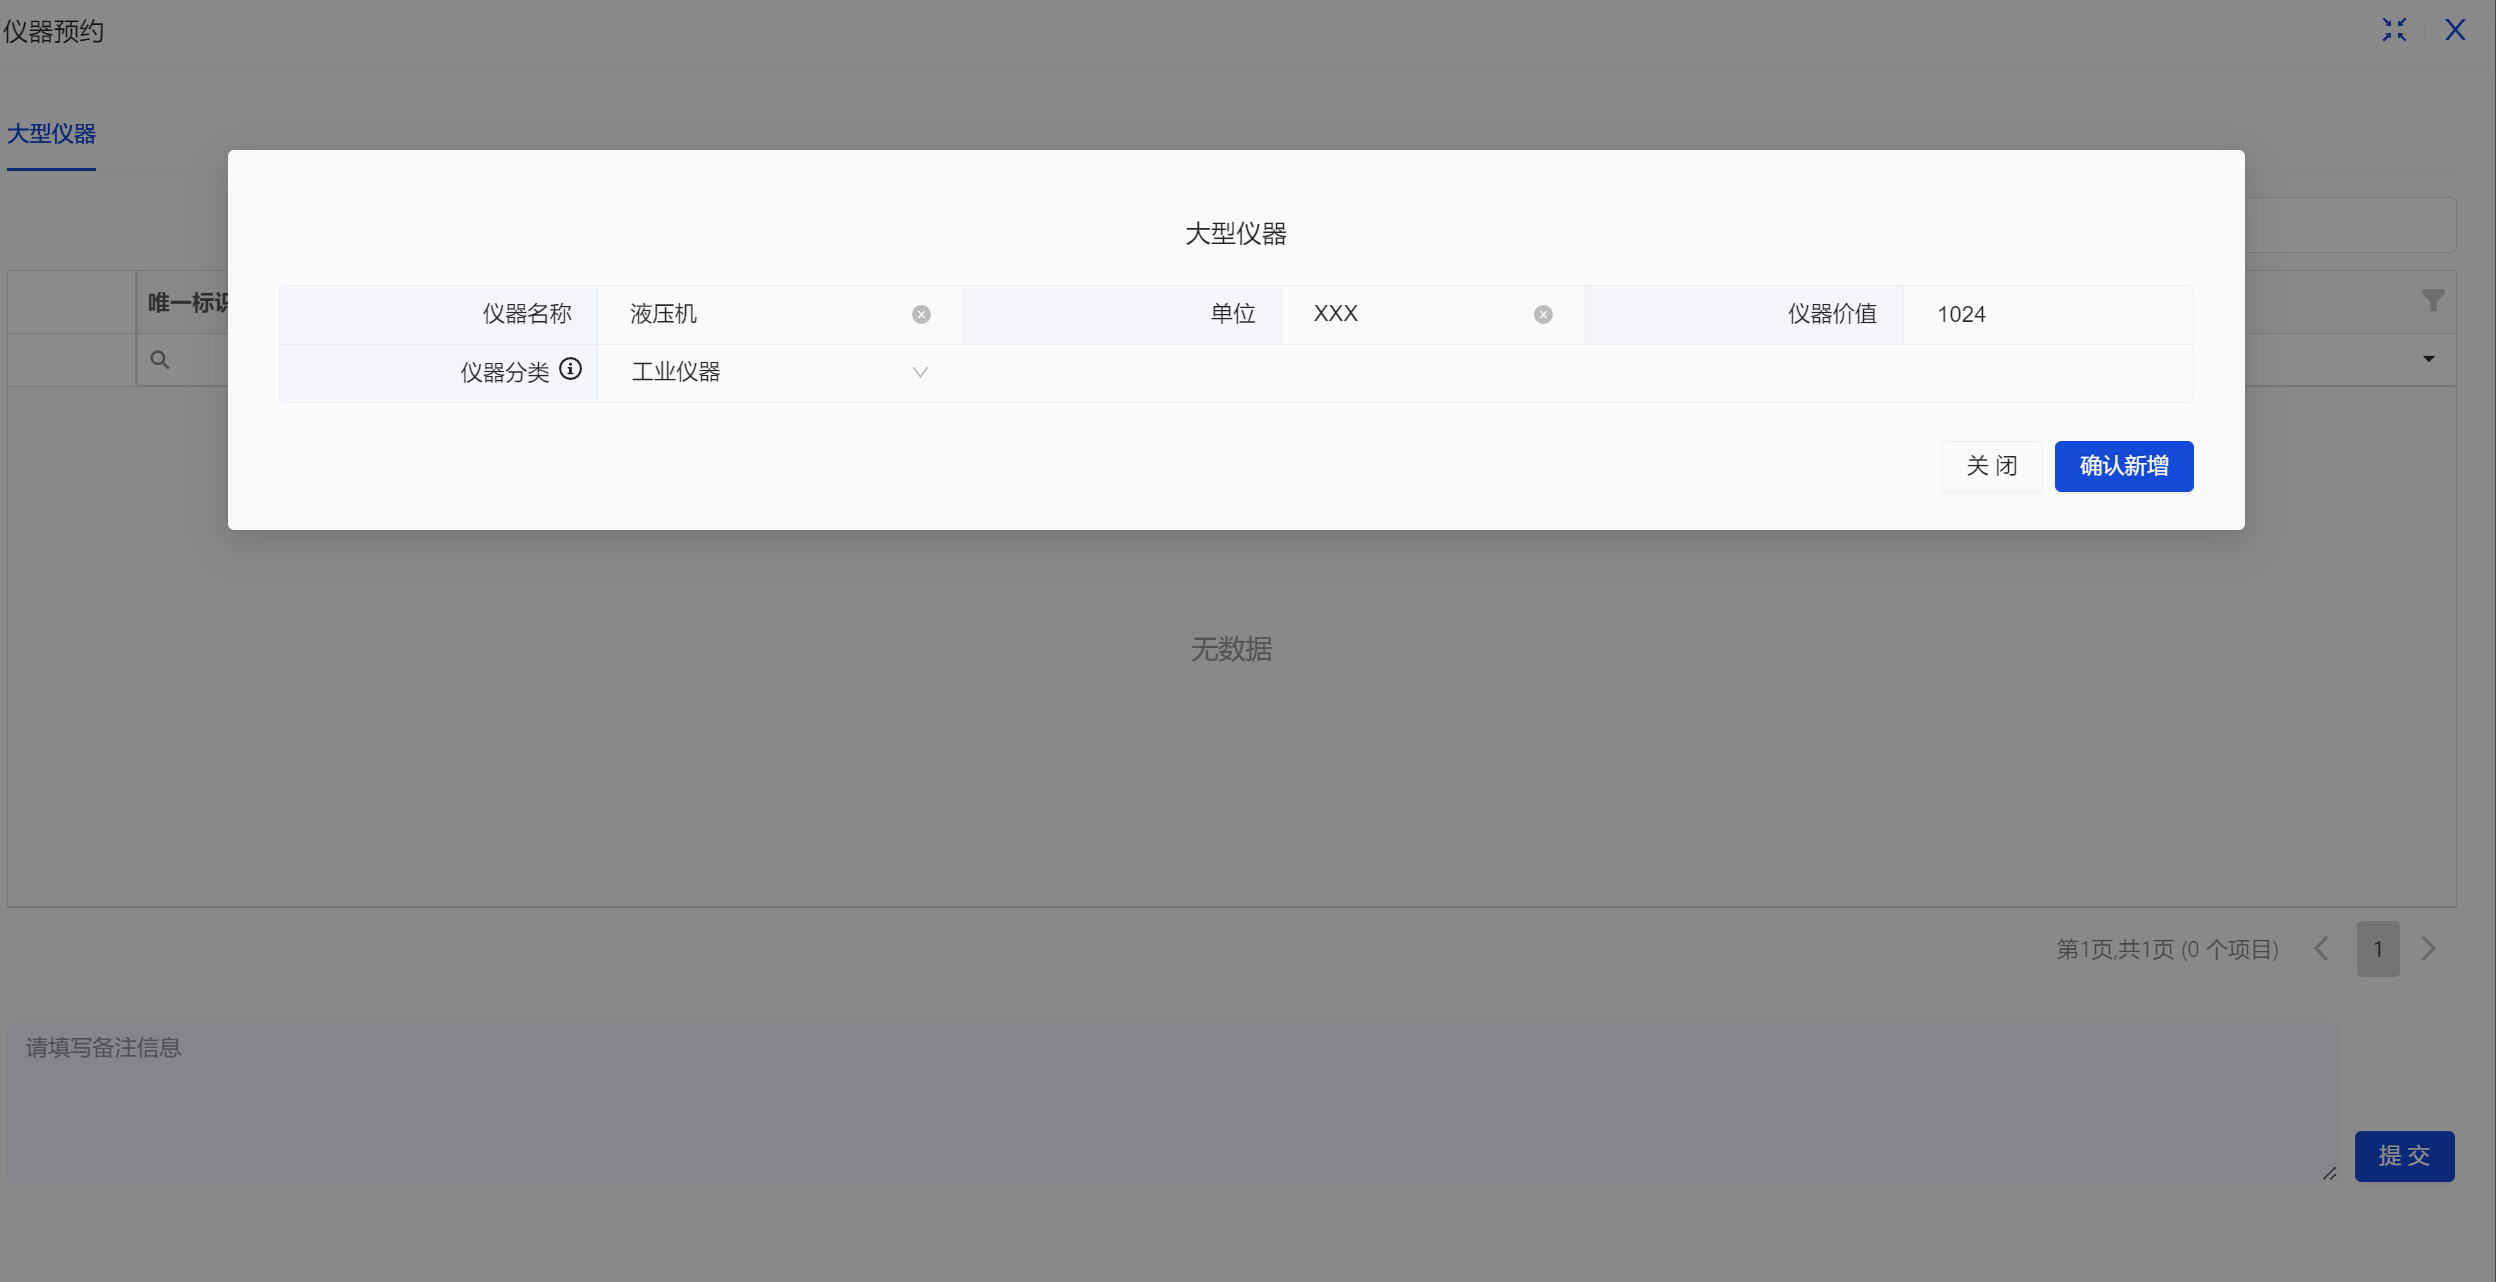 仪器预约
大型仪器
大型仪器
唯一标识
仪器名称 液压机 单位 XXX 仪器价值 1024
仪器分类 工业仪器
关 闭 确认新增
无数据
第1页,共1页 (0 个项目) 1
请填写备注信息
提 交